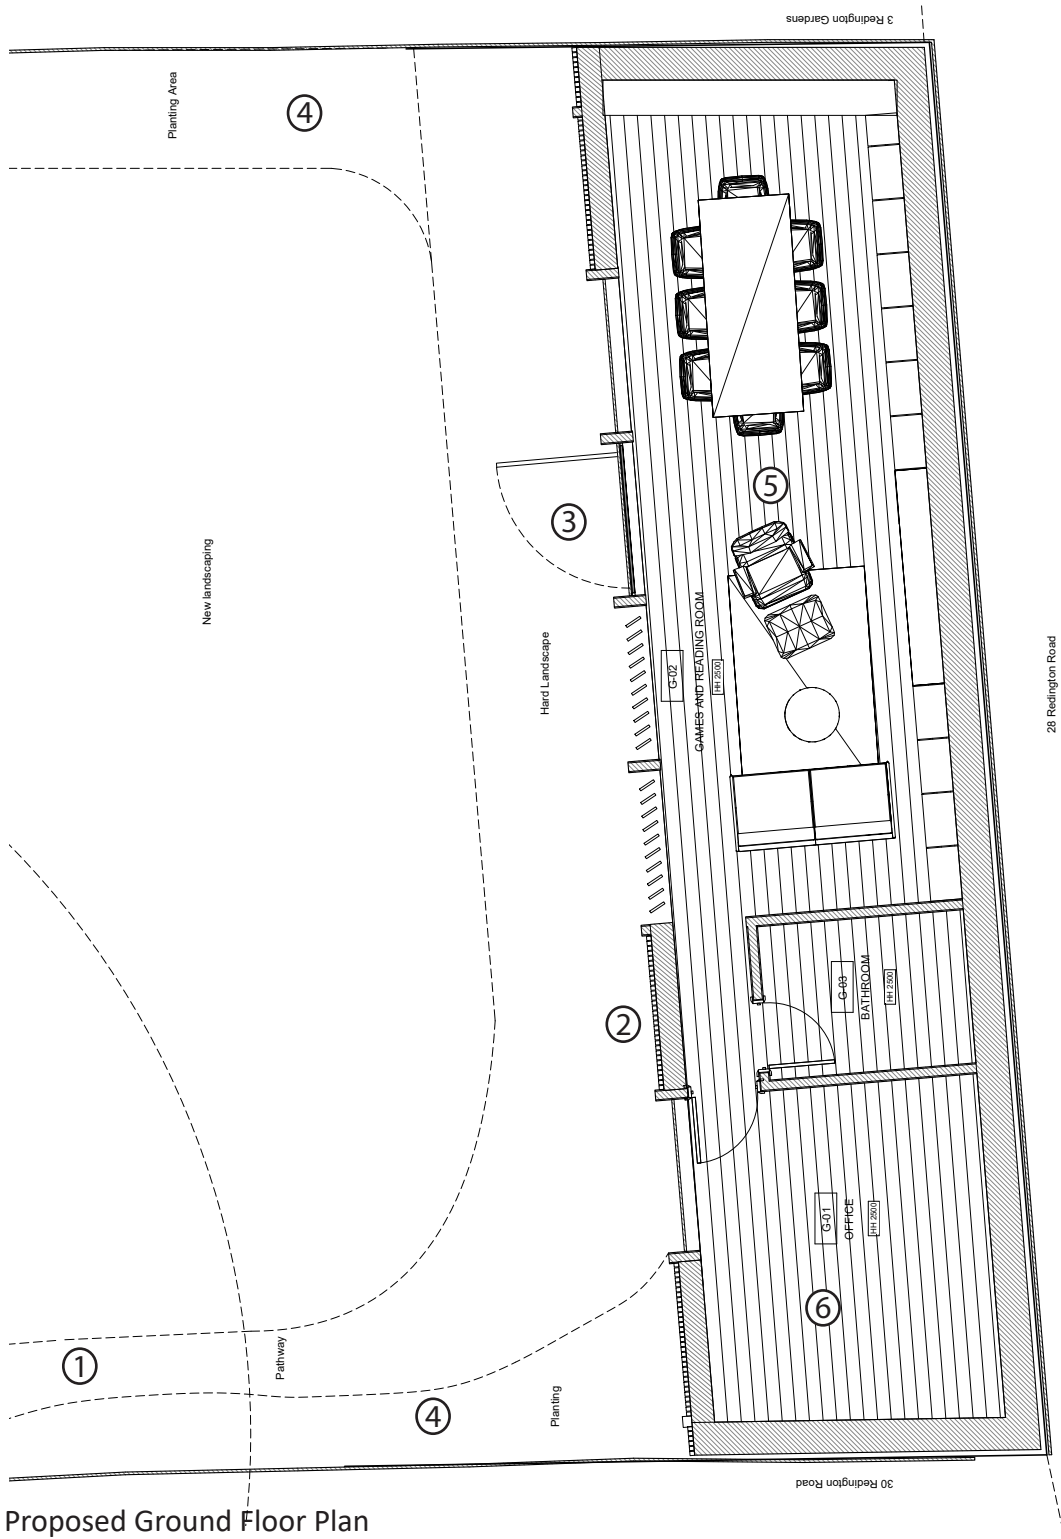 3 Redington Gardens
Planting Area
4
5
3
New landscaping
Hard Landscape
G-02
GAMES AND READING ROOM
HH 2500
28 Redington Road
2
G-03
BATHROOM
HH 2500
G-01
OFFICE
HH 2500
6
1
Pathway
4
Planting
30 Redington Road
Proposed Ground Floor Plan